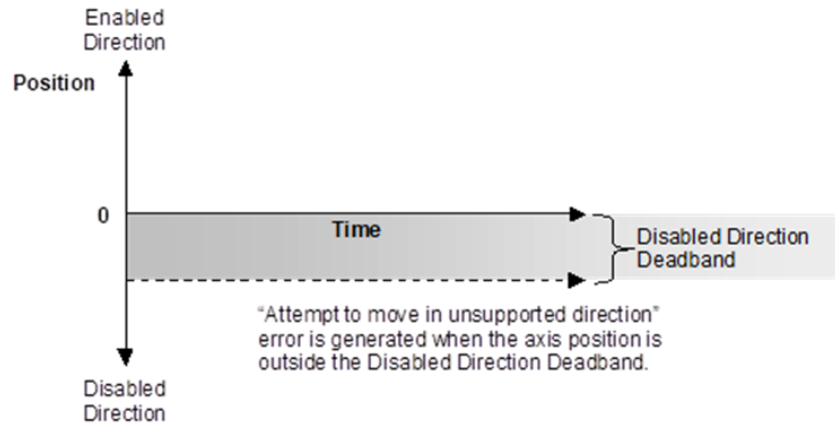 Enabled
Direction
Position
0
Time
Disabled Direction
Deadband
“Attempt to move in unsupported direction”
error is generated when the axis position is
outside the Disabled Direction Deadband.
Disabled
Direction